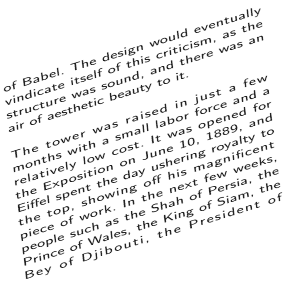 of Babel. The design would eventually
vindicate itself of this criticism, as the
structure was sound, and there was an
air of aesthetic beauty to it.
The tower was raised in just a few
months with a small labor force and a
relatively low cost. It was opened for
the Exposition on June 10, 1889, and
Eiffel spent the day ushering royalty to
the top, showing off his magnificent
piece of work. In the next few weeks,
people such as the Shah of Persia, the
Prince of Wales, the King of Siam, the
Bey of Djibouti, the President of